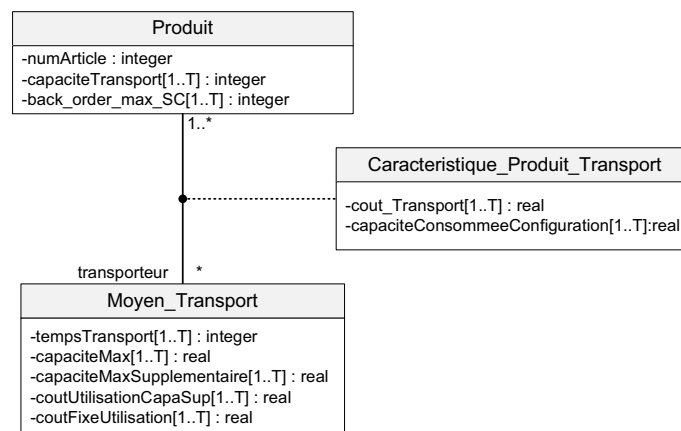 Produit
-numArticle : integer
-capaciteTransport[1..T] : integer
-back_order_max_SC[1..T] : integer
1..*
Caracteristique_Produit_Transport
-cout_Transport[1..T] : real
-capaciteConsommeeConfiguration[1..T]:real
transporteur *
Moyen_Transport
-tempsTransport[1..T] : integer
-capaciteMax[1..T] : real
-capaciteMaxSupplementaire[1..T] : real
-coutUtilisationCapaSup[1..T] : real
-coutFixeUtilisation[1..T] : real